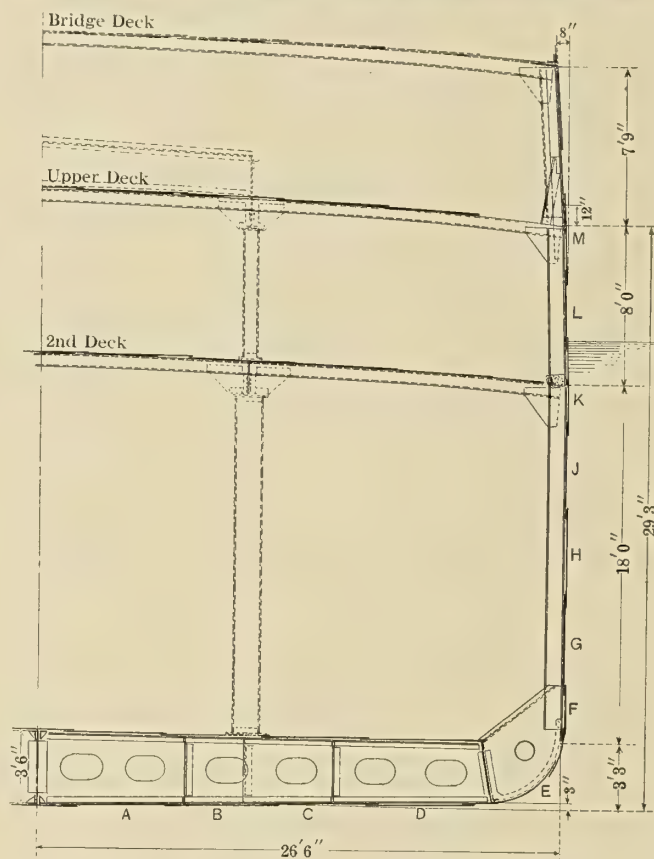 Bridge Deck
8"
7'9"
Upper Deck
12"
M
L
8'0"
2nd Deck
K
J
29'3"
18'0"
H
G
F
3'6"
3'3"
E
3"
A
B
C
D
26'6"